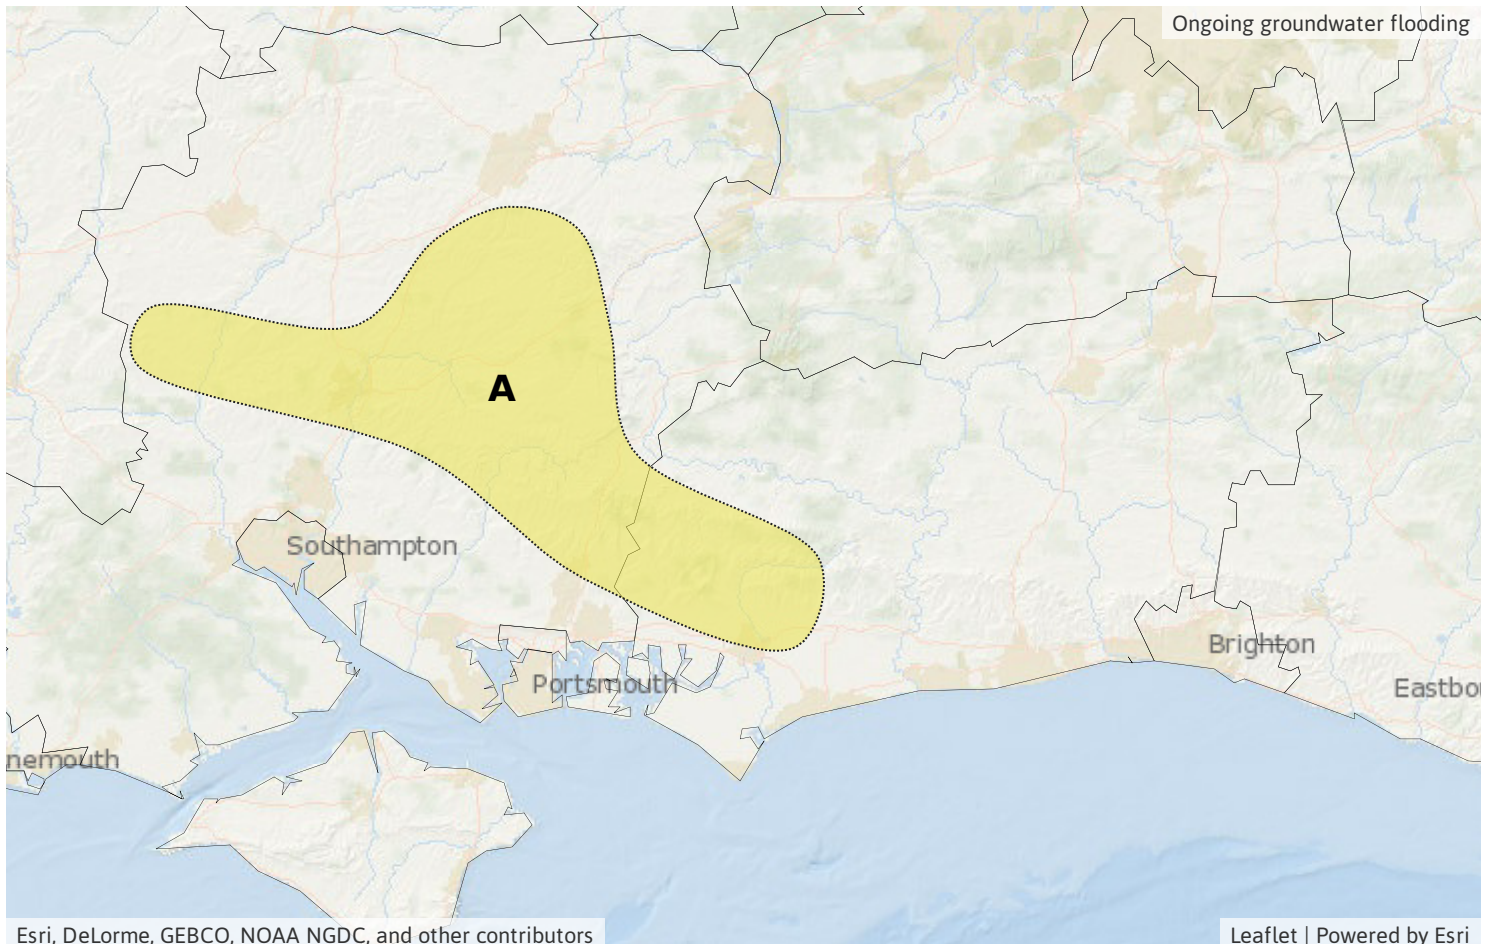 Ongoing groundwater flooding
A
Southampton
Brighton
Portsmouth
Eastbou
nemouth
Esri, DeLorme, GEBCO, NOAA NGDC, and other contributors
Leaflet | Powered by Esri